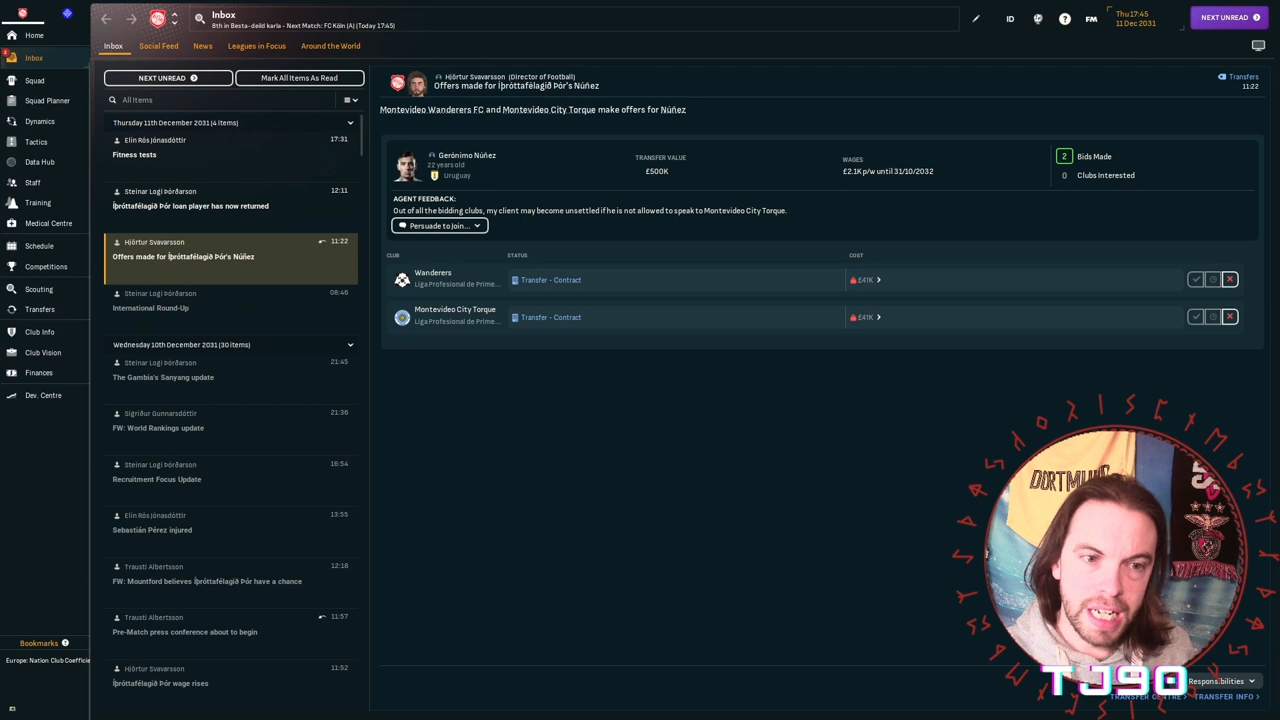 Home
2
Inbox
Squad
Squad Planner
Dynamics
Tactics
Data Hub
Staff
Training
Medical Centre
Schedule
Competitions
Scouting
Transfers
Club Info
Club Vision
Finances
Dev. Centre
Bookmarks
Europe: Nation Club Coefficie
Inbox
8th in Besta-deild karla - Next Match: FC Köln (A) (Today 17:45)
ID
FM
Thu 17:45
11 Dec 2031
NEXT UNREAD
Inbox
Social Feed
News
Leagues in Focus
Around the World
NEXT UNREAD
Mark All Items As Read
All Items
Thursday 11th December 2031 (4 items)
Elín Rós Jónasdóttir 17:31
Fitness tests
Steinar Logi Þórðarson 12:11
Íþróttafélagið Þór loan player has now returned
Hjörtur Svavarsson 11:22
Offers made for Íþróttafélagið Þór's Núñez
Steinar Logi Þórðarson 08:46
International Round-Up
Wednesday 10th December 2031 (30 items)
Steinar Logi Þórðarson 21:45
The Gambia's Sanyang update
Sigríður Gunnarsdóttir 21:36
FW: World Rankings update
Steinar Logi Þórðarson 16:54
Recruitment Focus Update
Elín Rós Jónasdóttir 13:55
Sebastián Pérez injured
Trausti Albertsson 12:18
FW: Mountford believes Íþróttafélagið Þór have a chance
Trausti Albertsson 11:57
Pre-Match press conference about to begin
Hjörtur Svavarsson 11:52
Íþróttafélagið Þór wage rises
Hjörtur Svavarsson (Director of Football)
Offers made for Íþróttafélagið Þór's Núñez
Transfers
11:22
Montevideo Wanderers FC and Montevideo City Torque make offers for Núñez
Gerónimo Núñez
22 years old
Uruguay
TRANSFER VALUE
£500K
WAGES
£2.1K p/w until 31/10/2032
2 Bids Made
0 Clubs Interested
AGENT FEEDBACK:
Out of all the bidding clubs, my client may become unsettled if he is not allowed to speak to Montevideo City Torque.
Persuade to Join...
CLUB STATUS COST
Wanderers
Liga Profesional de Prime...
Transfer - Contract
£41K
Montevideo City Torque
Liga Profesional de Prime...
Transfer - Contract
£41K
DORTMUND
TJ90
Responsibilities
TRANSFER CENTRE >
TRANSFER INFO >